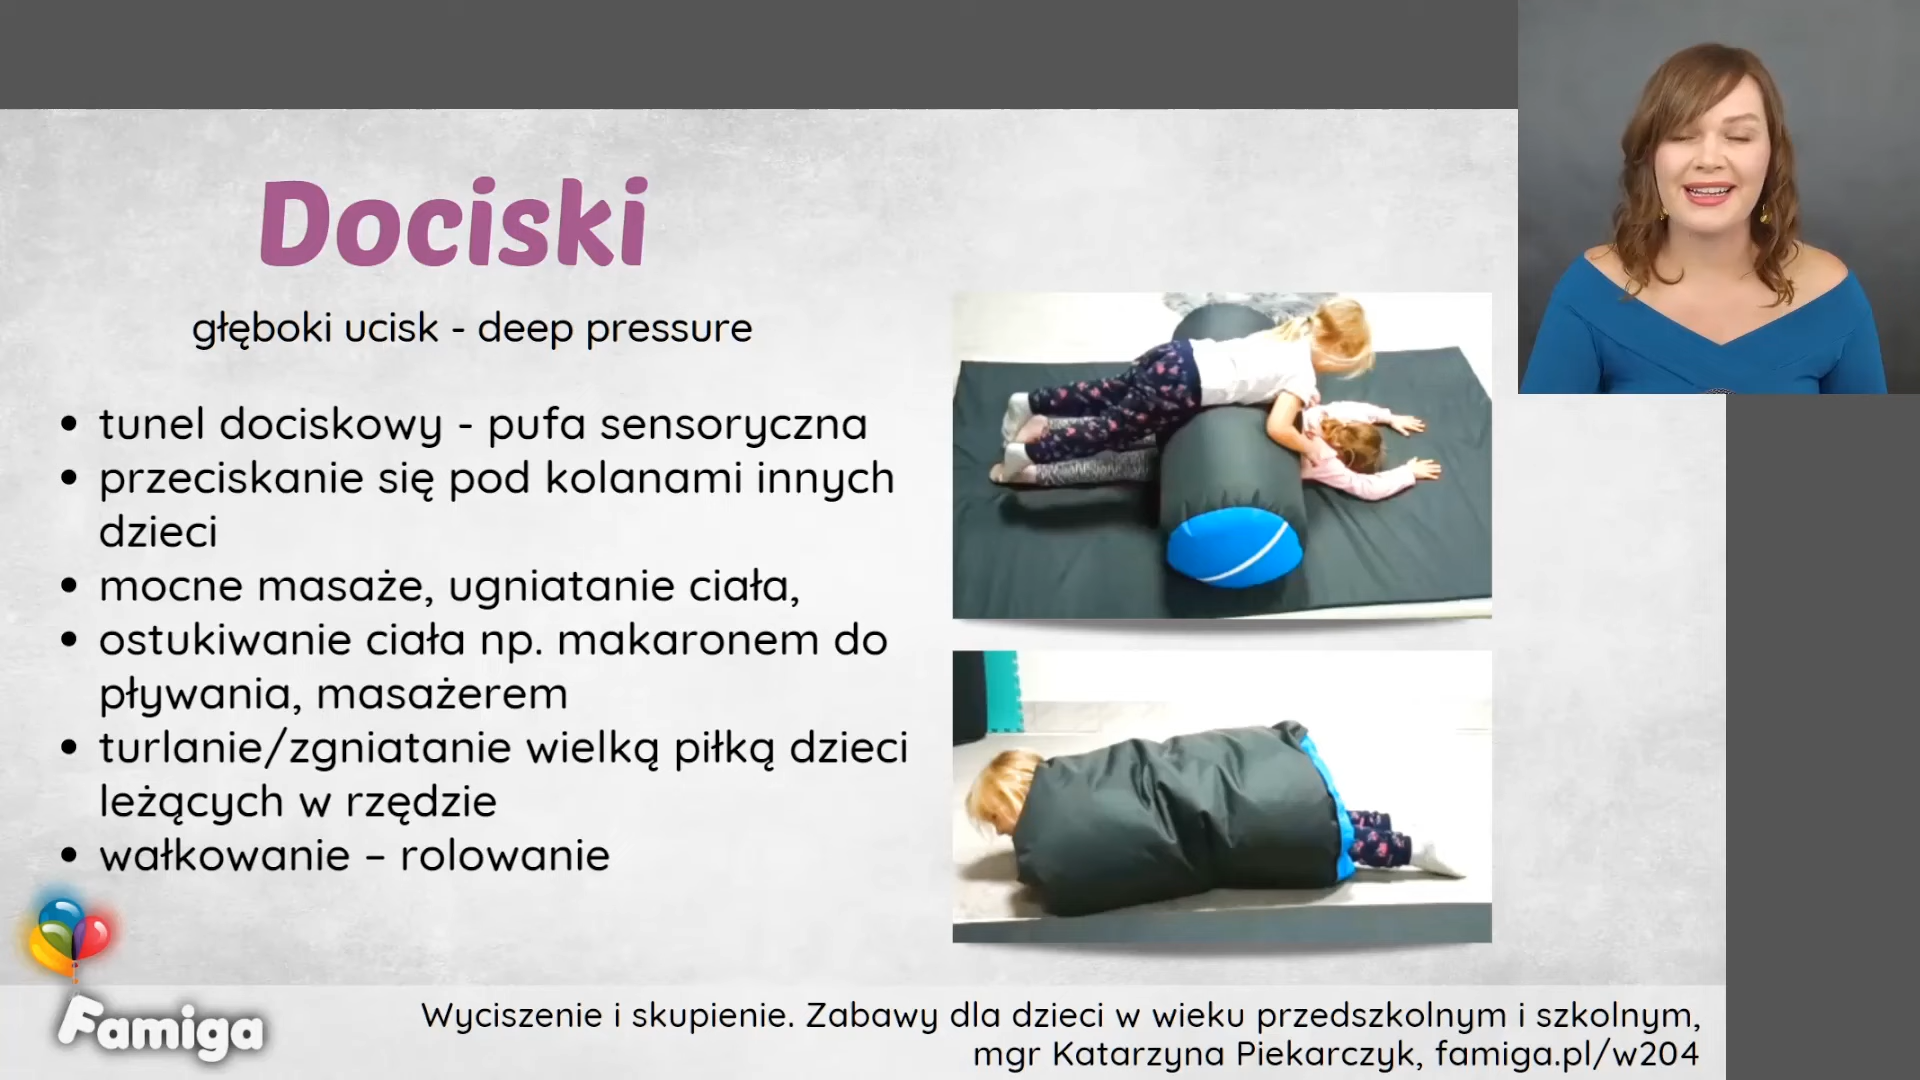 Dociski
głęboki ucisk - deep pressure
• tunel dociskowy - pufa sensoryczna
• przeciskanie się pod kolanami innych
dzieci
• mocne masaże, ugniatanie ciała,
• ostukiwanie ciała np. makaronem do
pływania, masażerem
• turlanie/zgniatanie wielką piłką dzieci
leżących w rzędzie
• wałkowanie – rolowanie
Famiga
Wyciszenie i skupienie. Zabawy dla dzieci w wieku przedszkolnym i szkolnym,
mgr Katarzyna Piekarczyk, famiga.pl/w204